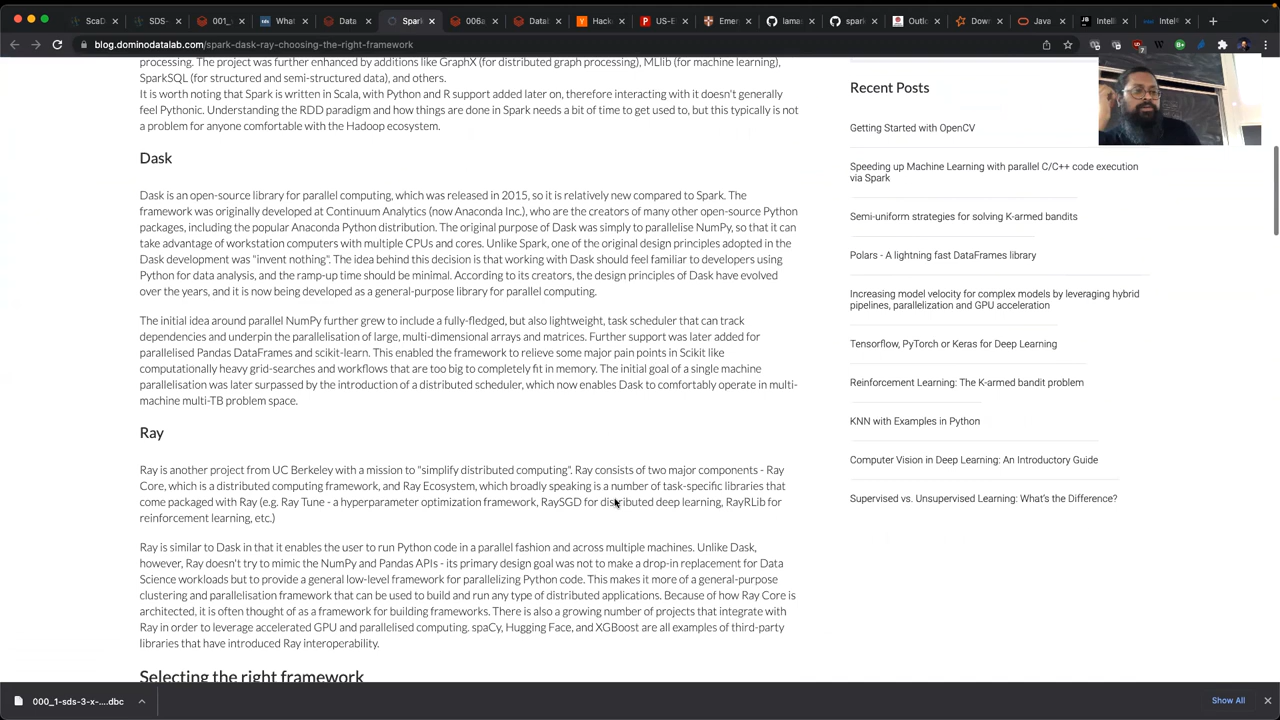 ScaD
SDS-
001_
What
Data
Spark
006a
Datal
Hack
US-E
Emer
lamas
spark
Outlo
Down
Java
Intelli
Intel®
blog.dominodatalab.com/spark-dask-ray-choosing-the-right-framework
processing. The project was further enhanced by additions like GraphX (for distributed graph processing), MLlib (for machine learning),
SparkSQL (for structured and semi-structured data), and others.
It is worth noting that Spark is written in Scala, with Python and R support added later on, therefore interacting with it doesn't generally
feel Pythonic. Understanding the RDD paradigm and how things are done in Spark needs a bit of time to get used to, but this typically is not
a problem for anyone comfortable with the Hadoop ecosystem.
Dask
Dask is an open-source library for parallel computing, which was released in 2015, so it is relatively new compared to Spark. The
framework was originally developed at Continuum Analytics (now Anaconda Inc.), who are the creators of many other open-source Python
packages, including the popular Anaconda Python distribution. The original purpose of Dask was simply to parallelise NumPy, so that it can
take advantage of workstation computers with multiple CPUs and cores. Unlike Spark, one of the original design principles adopted in the
Dask development was "invent nothing". The idea behind this decision is that working with Dask should feel familiar to developers using
Python for data analysis, and the ramp-up time should be minimal. According to its creators, the design principles of Dask have evolved
over the years, and it is now being developed as a general-purpose library for parallel computing.
The initial idea around parallel NumPy further grew to include a fully-fledged, but also lightweight, task scheduler that can track
dependencies and underpin the parallelisation of large, multi-dimensional arrays and matrices. Further support was later added for
parallelised Pandas DataFrames and scikit-learn. This enabled the framework to relieve some major pain points in Scikit like
computationally heavy grid-searches and workflows that are too big to completely fit in memory. The initial goal of a single machine
parallelisation was later surpassed by the introduction of a distributed scheduler, which now enables Dask to comfortably operate in multi-
machine multi-TB problem space.
Ray
Ray is another project from UC Berkeley with a mission to "simplify distributed computing". Ray consists of two major components - Ray
Core, which is a distributed computing framework, and Ray Ecosystem, which broadly speaking is a number of task-specific libraries that
come packaged with Ray (e.g. Ray Tune - a hyperparameter optimization framework, RaySGD for distributed deep learning, RayRLib for
reinforcement learning, etc.)
Ray is similar to Dask in that it enables the user to run Python code in a parallel fashion and across multiple machines. Unlike Dask,
however, Ray doesn't try to mimic the NumPy and Pandas APIs - its primary design goal was not to make a drop-in replacement for Data
Science workloads but to provide a general low-level framework for parallelizing Python code. This makes it more of a general-purpose
clustering and parallelisation framework that can be used to build and run any type of distributed applications. Because of how Ray Core is
architected, it is often thought of as a framework for building frameworks. There is also a growing number of projects that integrate with
Ray in order to leverage accelerated GPU and parallelised computing. spaCy, Hugging Face, and XGBoost are all examples of third-party
libraries that have introduced Ray interoperability.
Selecting the right framework
Recent Posts
Getting Started with OpenCV
Speeding up Machine Learning with parallel C/C++ code execution
via Spark
Semi-uniform strategies for solving K-armed bandits
Polars - A lightning fast DataFrames library
Increasing model velocity for complex models by leveraging hybrid
pipelines, parallelization and GPU acceleration
Tensorflow, PyTorch or Keras for Deep Learning
Reinforcement Learning: The K-armed bandit problem
KNN with Examples in Python
Computer Vision in Deep Learning: An Introductory Guide
Supervised vs. Unsupervised Learning: What's the Difference?
000_1-sds-3-x-....dbc
Show All